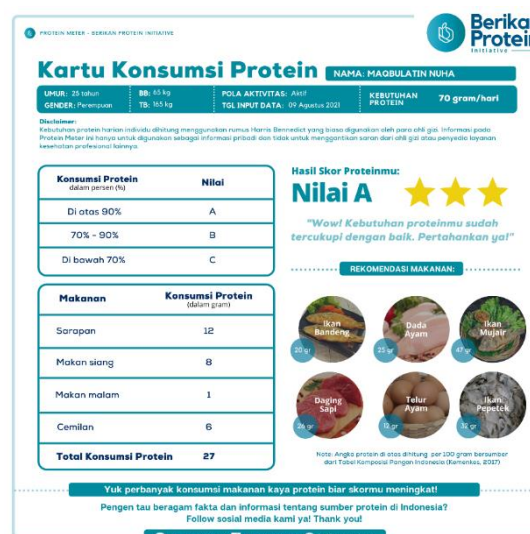 PROTEIN METER - BERIKAN PROTEIN INITIATIVE
Berika
Protein
Initiative
Kartu Konsumsi Protein
NAMA: MAQBULATIN NUHA
UMUR: 25 tahun
GENDER: Perempuan
BB: 65 kg
TB: 165 kg
POLA AKTIVITAS: Aktif
TGL INPUT DATA: 09 Agustus 2021
KEBUTUHAN
PROTEIN
70 gram/hari
Disclaimer:
Kebutuhan protein harian individu dihitung menggunakan rumus Harris Bennedict yang biasa digunakan oleh para ahli gizi. Informasi pada
Protein Meter ini hanya untuk digunakan sebagai informasi pribadi dan tidak untuk menggantikan saran dari ahli gizi atau penyedia layanan
kesehatan profesional lainnya.
Konsumsi Protein
dalam persen (%)
Nilai
Di atas 90%
A
70% - 90%
B
Di bawah 70%
C
Hasil Skor Proteinmu:
Nilai A
"Wow! Kebutuhan proteinmu sudah
tercukupi dengan baik. Pertahankan ya!"
REKOMENDASI MAKANAN:
Makanan
Konsumsi Protein
(dalam gram)
Sarapan
12
Makan siang
8
Makan malam
1
Cemilan
6
Total Konsumsi Protein
27
Ikan
Bandeng
20 gr
Dada
Ayam
25 gr
Ikan
Mujair
47 gr
Daging
Sapi
26 gr
Telur
Ayam
12 gr
Ikan
Pepetek
32 gr
Note: Angka protein di atas dihitung per 100 gram bersumber
dari Tabel Komposisi Pangan Indonesia (Kemenkes, 2017)
Yuk perbanyak konsumsi makanan kaya protein biar skormu meningkat!
Pengen tau beragam fakta dan informasi tentang sumber protein di Indonesia?
Follow sosial media kami ya! Thank you!